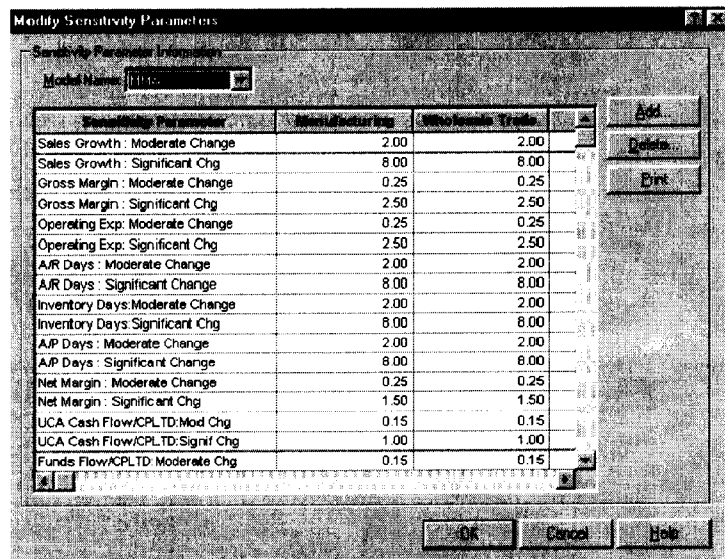 Modify Sensitivity Parameters
Sensitivity Parameter Information
Model Name:
Add...
Delete...
Print
Sensitivity Parameter Manufacturing Wholesale Trade
Sales Growth : Moderate Change 2.00 2.00
Sales Growth : Significant Chg 8.00 8.00
Gross Margin : Moderate Change 0.25 0.25
Gross Margin : Significant Chg 2.50 2.50
Operating Exp: Moderate Change 0.25 0.25
Operating Exp: Significant Chg 2.50 2.50
A/R Days : Moderate Change 2.00 2.00
A/R Days : Significant Change 8.00 8.00
Inventory Days:Moderate Change 2.00 2.00
Inventory Days:Significant Chg 8.00 8.00
A/P Days : Moderate Change 2.00 2.00
A/P Days : Significant Change 8.00 8.00
Net Margin : Moderate Change 0.25 0.25
Net Margin : Significant Chg 1.50 1.50
UCA Cash Flow/CPLTD:Mod Chg 0.15 0.15
UCA Cash Flow/CPLTD:Signif Chg 1.00 1.00
Funds Flow/CPLTD: Moderate Chg 0.15 0.15
OK Cancel Help